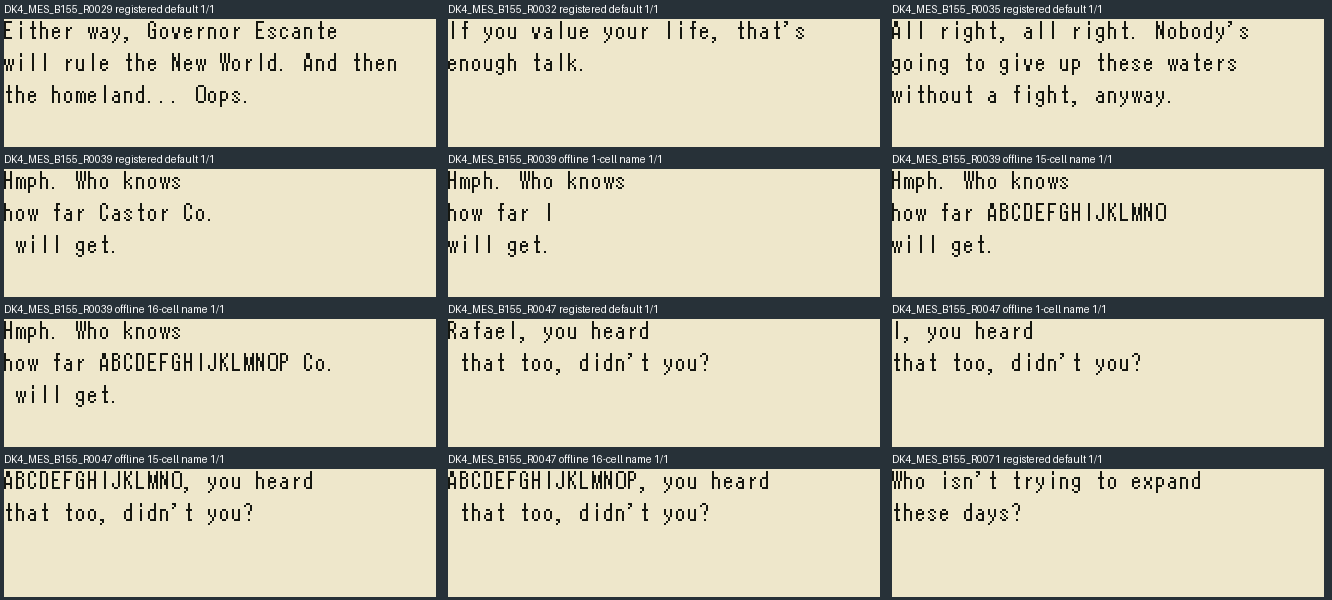 DK4_MES_B155_R0029 registered default 1/1
Either way, Governor Escante
will rule the New World. And then
the homeland... Oops.
DK4_MES_B155_R0032 registered default 1/1
If you value your life, that's
enough talk.
DK4_MES_B155_R0035 registered default 1/1
All right, all right. Nobody's
going to give up these waters
without a fight, anyway.
DK4_MES_B155_R0039 registered default 1/1
Hmph. Who knows
how far Castor Co.
will get.
DK4_MES_B155_R0039 offline 1-cell name 1/1
Hmph. Who knows
how far I
will get.
DK4_MES_B155_R0039 offline 15-cell name 1/1
Hmph. Who knows
how far ABCDEFGHIJKLMNO
will get.
DK4_MES_B155_R0039 offline 16-cell name 1/1
Hmph. Who knows
how far ABCDEFGHIJKLMNOP Co.
will get.
DK4_MES_B155_R0047 registered default 1/1
Rafael, you heard
that too, didn't you?
DK4_MES_B155_R0047 offline 1-cell name 1/1
I, you heard
that too, didn't you?
DK4_MES_B155_R0047 offline 15-cell name 1/1
ABCDEFGHIJKLMNO, you heard
that too, didn't you?
DK4_MES_B155_R0047 offline 16-cell name 1/1
ABCDEFGHIJKLMNOP, you heard
that too, didn't you?
DK4_MES_B155_R0071 registered default 1/1
Who isn't trying to expand
these days?